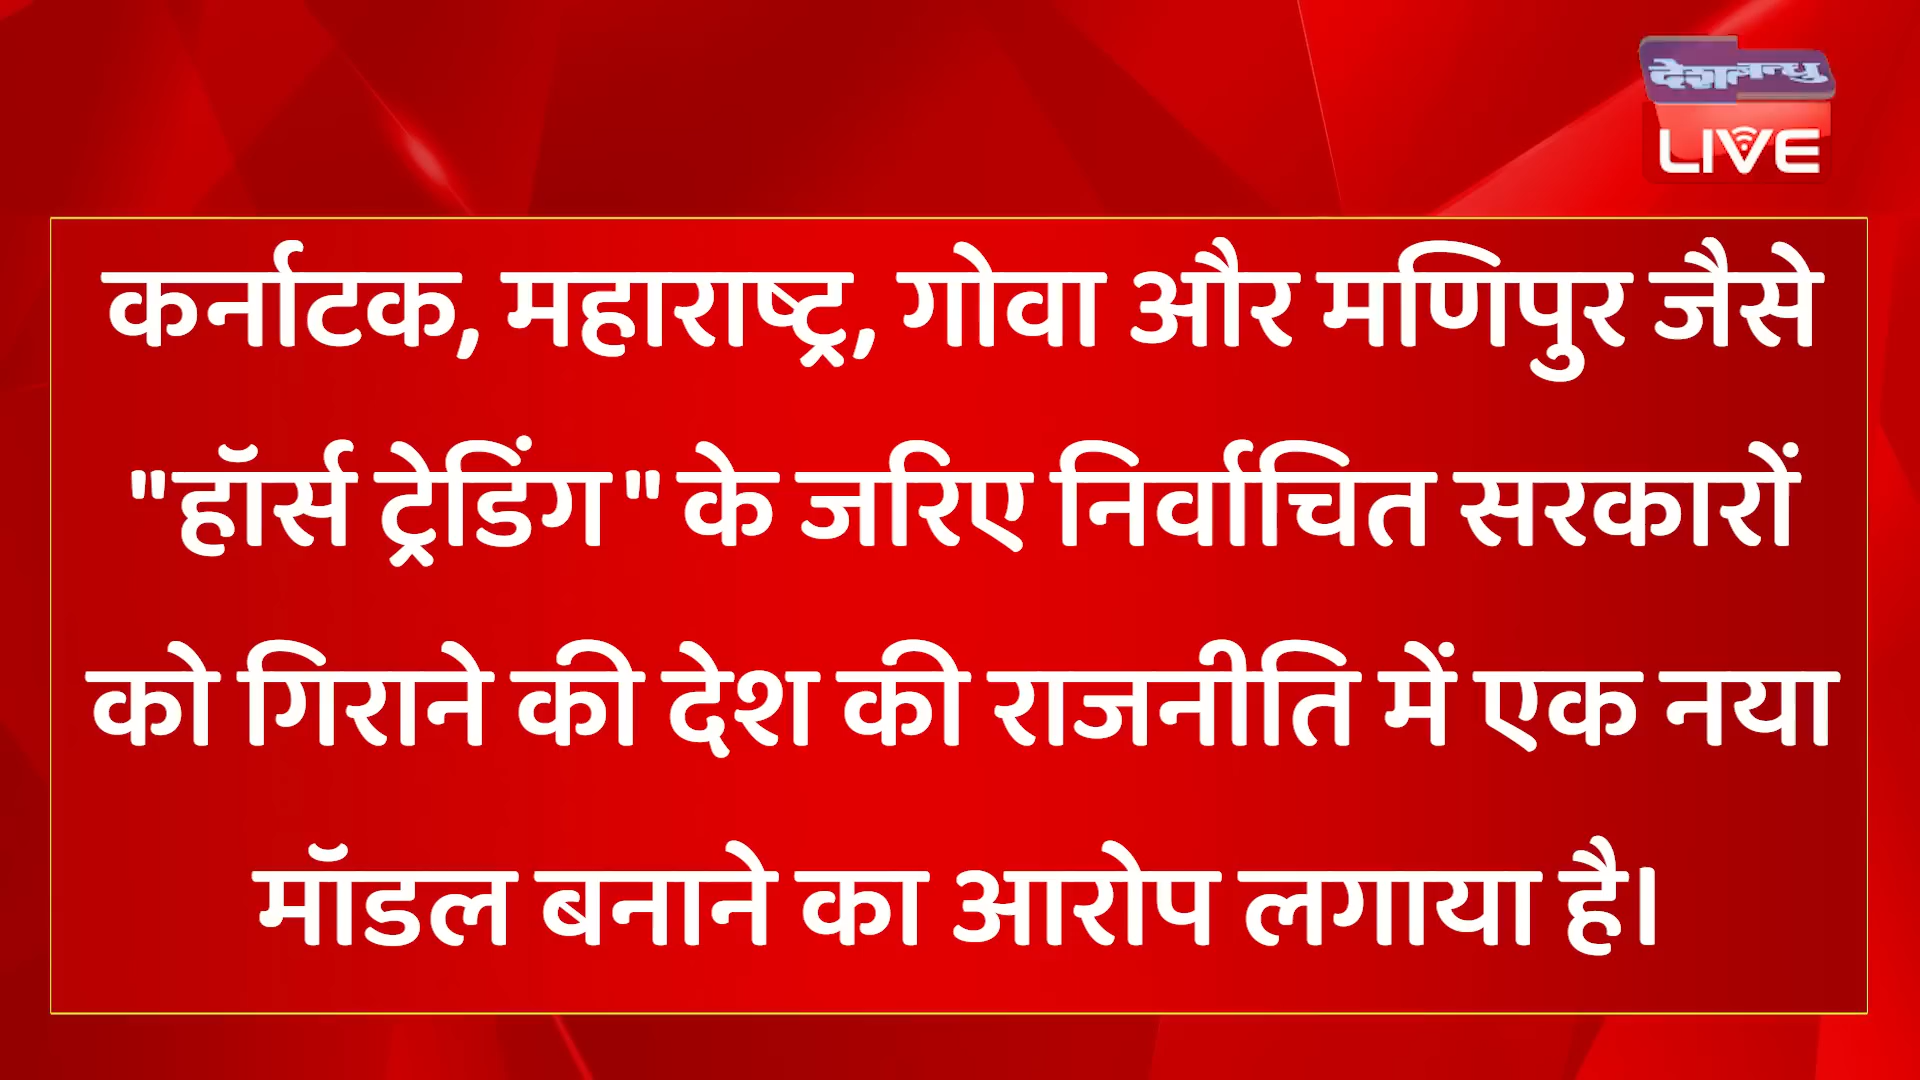 देशबन्धु
LIVE
कर्नाटक, महाराष्ट्र, गोवा और मणिपुर जैसे
"हॉर्स ट्रेडिंग" के जरिए निर्वाचित सरकारों
को गिराने की देश की राजनीति में एक नया
मॉडल बनाने का आरोप लगाया है।